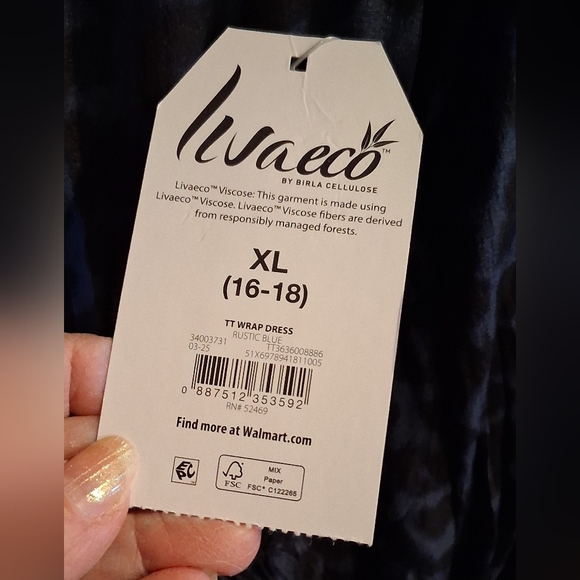 Livaeco™
BY BIRLA CELLULOSE
Livaeco™ Viscose: This garment is made using
Livaeco™ Viscose. Livaeco™ Viscose fibers are derived
from responsibly managed forests.
XL
(16-18)
TT WRAP DRESS
RUSTIC BLUE
34003731 TT3636008886
03-25 51X6978941811005
0 887512 353592
RN# 52469
Find more at Walmart.com
EPC
FSC
MIX
Paper
FSC® C122265